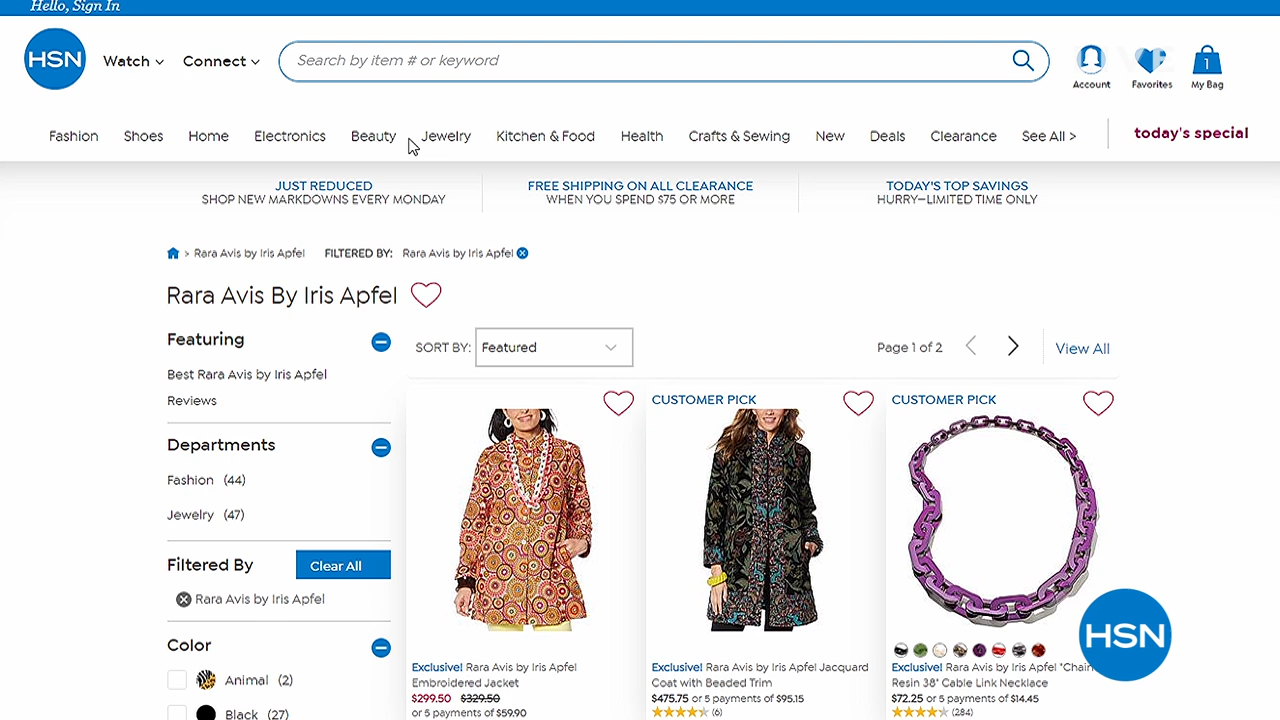 Hello, Sign In
HSN
Watch
Connect
Search by item # or keyword
Account
Favorites
1
My Bag
Fashion
Shoes
Home
Electronics
Beauty
Jewelry
Kitchen & Food
Health
Crafts & Sewing
New
Deals
Clearance
See All >
today's special
JUST REDUCED
SHOP NEW MARKDOWNS EVERY MONDAY
FREE SHIPPING ON ALL CLEARANCE
WHEN YOU SPEND $75 OR MORE
TODAY'S TOP SAVINGS
HURRY–LIMITED TIME ONLY
> Rara Avis by Iris Apfel FILTERED BY: Rara Avis by Iris Apfel
Rara Avis By Iris Apfel
Featuring
Best Rara Avis by Iris Apfel
Reviews
Departments
Fashion (44)
Jewelry (47)
Filtered By
Clear All
Rara Avis by Iris Apfel
Color
Animal (2)
Black (27)
SORT BY: Featured
Page 1 of 2
View All
Exclusive! Rara Avis by Iris Apfel
Embroidered Jacket
$299.50 $329.50
or 5 payments of $59.90
CUSTOMER PICK
Exclusive! Rara Avis by Iris Apfel Jacquard
Coat with Beaded Trim
$475.75 or 5 payments of $95.15
(6)
CUSTOMER PICK
Exclusive! Rara Avis by Iris Apfel "Chain
Resin 38" Cable Link Necklace
$72.25 or 5 payments of $14.45
(284)
HSN